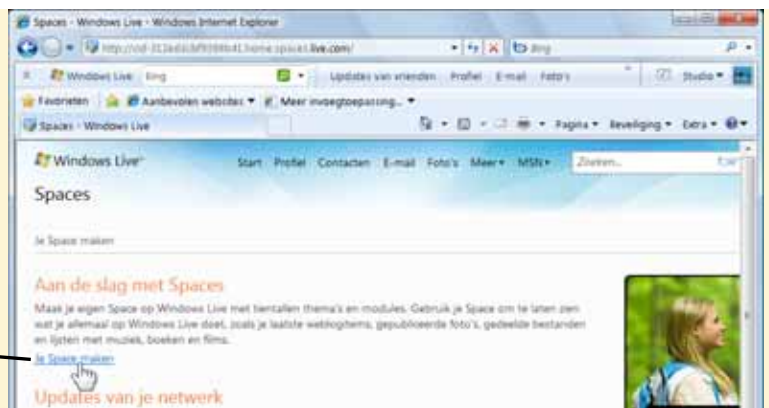 Spaces - Windows Live - Windows Internet Explorer
home.spaces.live.com/ Bing
Windows Live Bing Updates van vrienden Profiel E-mail Foto's Studio
Favorieten Aanbevolen websites Meer invoegtoepassing...
Spaces - Windows Live Pagina Beveiliging Extra
Windows Live Start Profiel Contacten E-mail Foto's Meer MSN Zoeken...
Spaces
Je Space maken
Aan de slag met Spaces
Maak je eigen Space op Windows Live met tientallen thema's en modules. Gebruik je Space om te laten zien
wat je allemaal op Windows Live doet, zoals je laatste weblogitems, gepubliceerde foto's, gedeelde bestanden
en lijsten met muziek, boeken en films.
Je Space maken
Updates van je netwerk